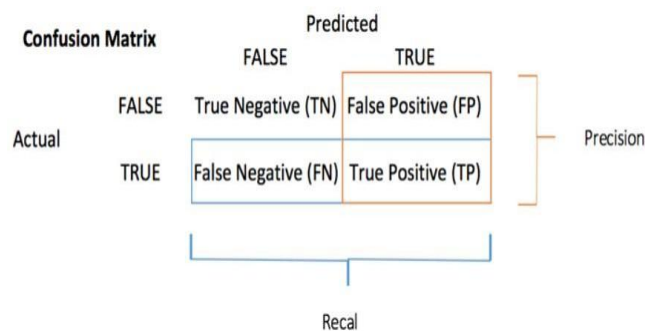 Confusion Matrix
Predicted
FALSE TRUE
FALSE True Negative (TN) False Positive (FP)
Actual
Precision
TRUE False Negative (FN) True Positive (TP)
Recal